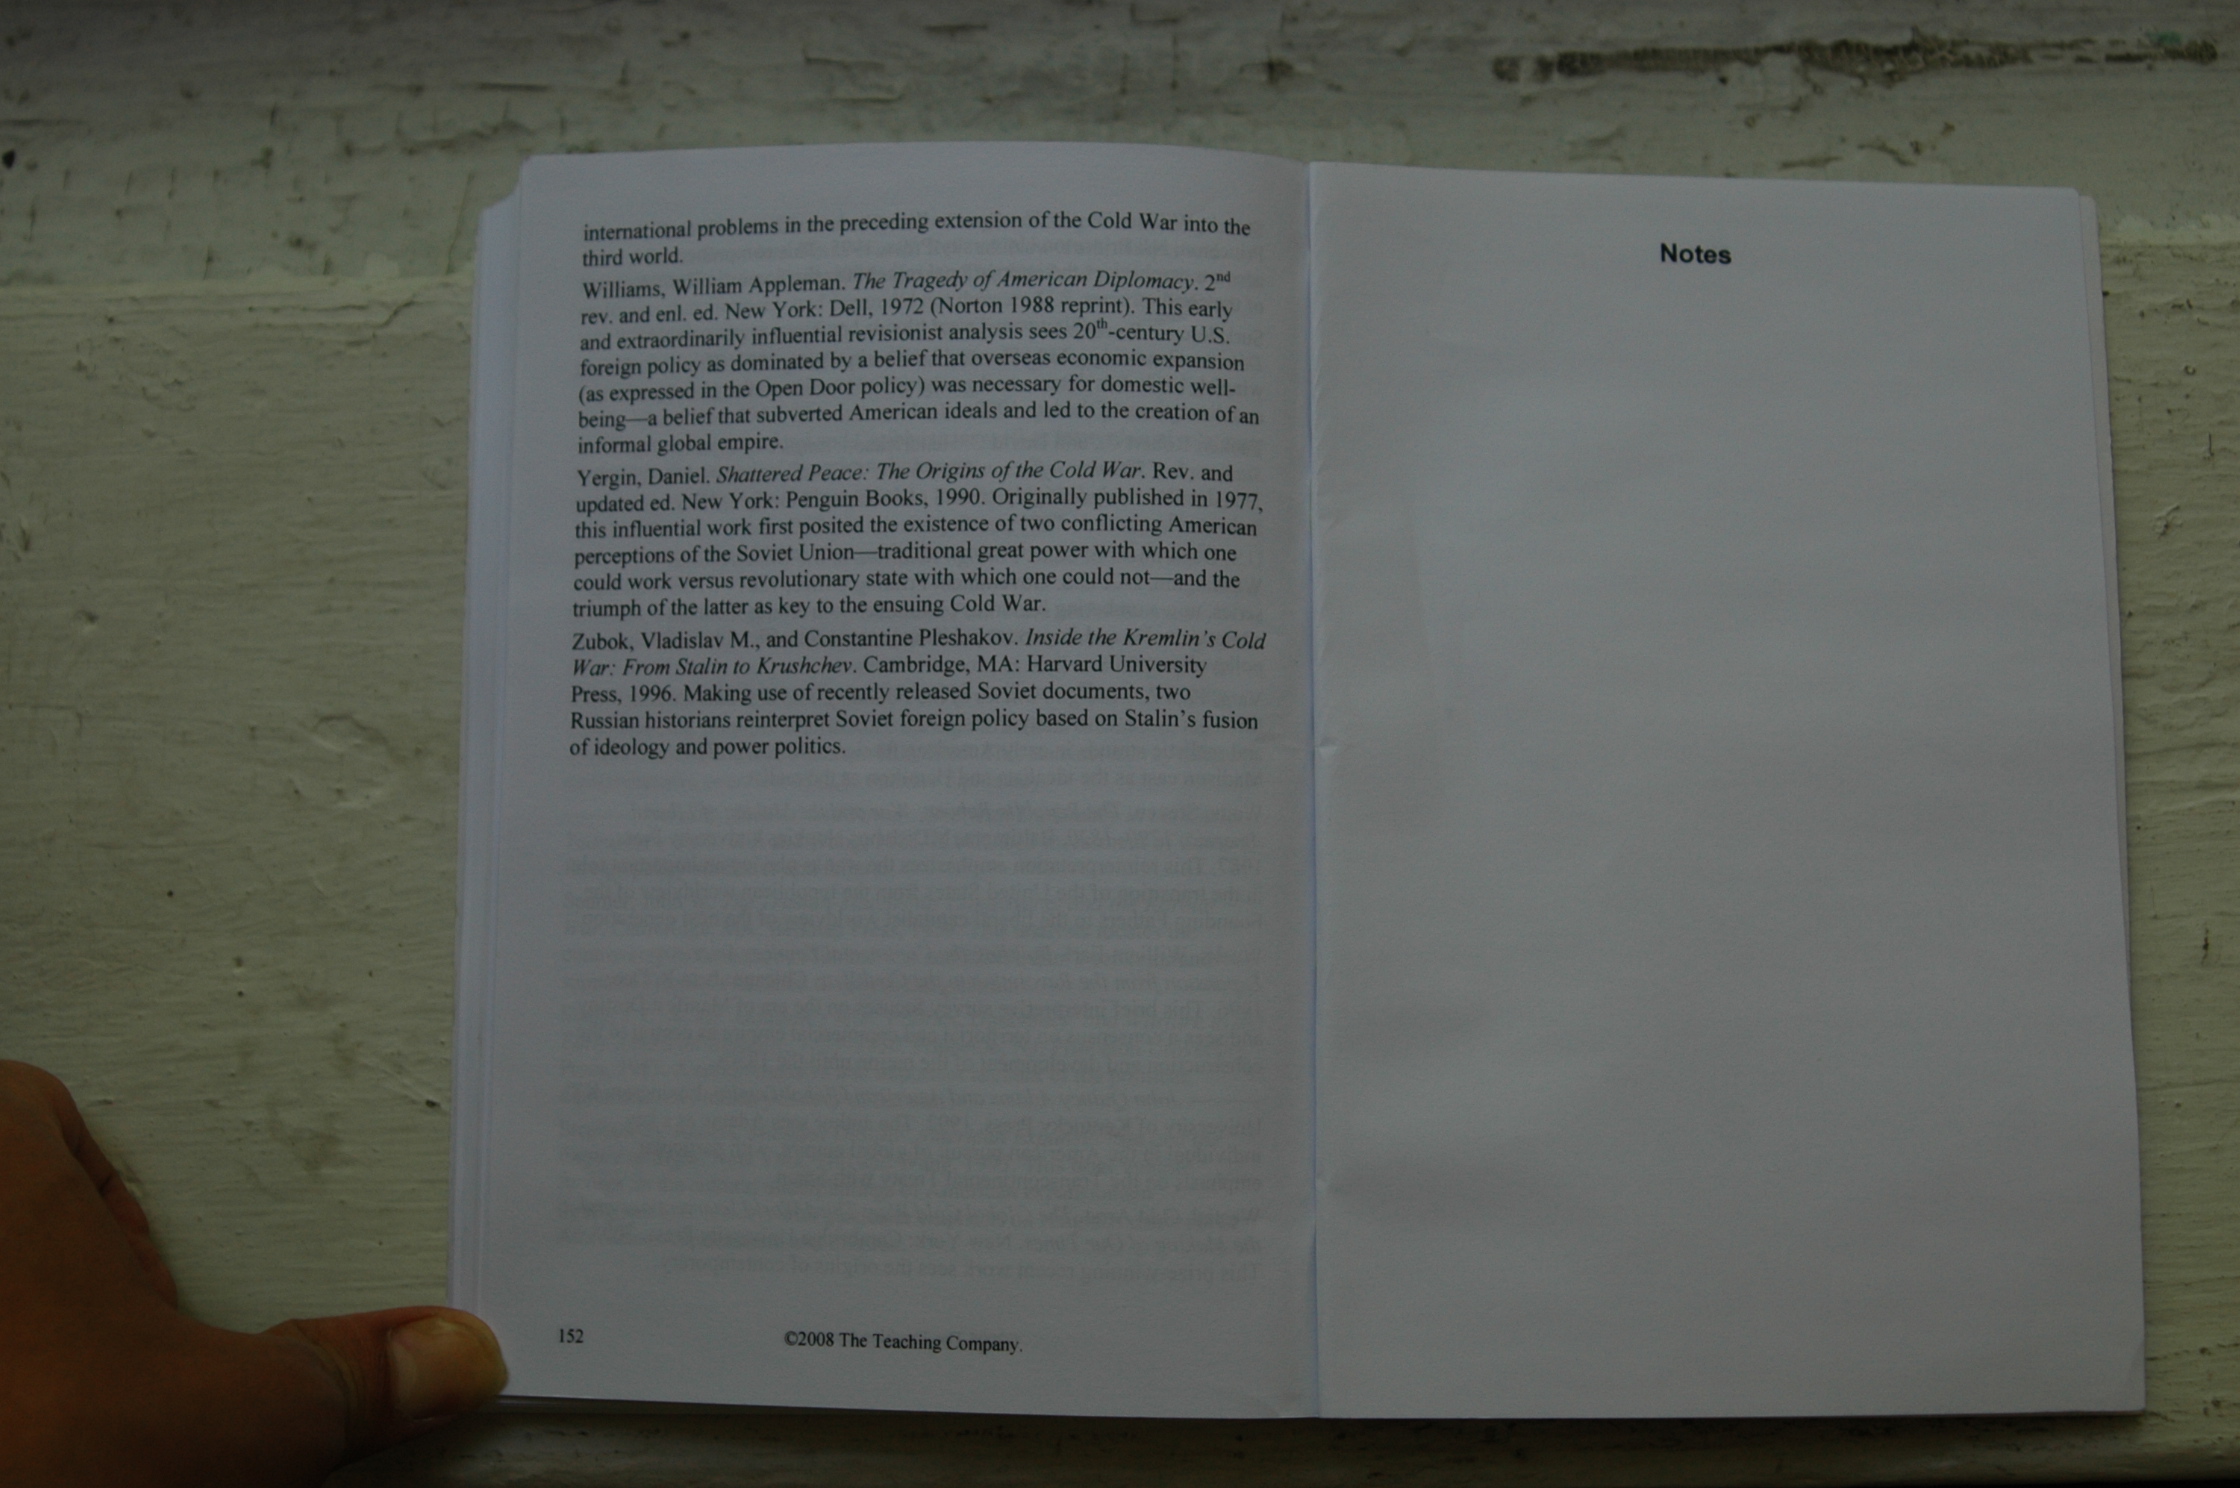 international problems in the preceding extension of the Cold War into the
third world.
Williams, William Appleman. The Tragedy of American Diplomacy. 2nd
rev. and enl. ed. New York: Dell, 1972 (Norton 1988 reprint). This early
and extraordinarily influential revisionist analysis sees 20th-century U.S.
foreign policy as dominated by a belief that overseas economic expansion
(as expressed in the Open Door policy) was necessary for domestic well-
being—a belief that subverted American ideals and led to the creation of an
informal global empire.
Yergin, Daniel. Shattered Peace: The Origins of the Cold War. Rev. and
updated ed. New York: Penguin Books, 1990. Originally published in 1977,
this influential work first posited the existence of two conflicting American
perceptions of the Soviet Union—traditional great power with which one
could work versus revolutionary state with which one could not—and the
triumph of the latter as key to the ensuing Cold War.
Zubok, Vladislav M., and Constantine Pleshakov. Inside the Kremlin's Cold
War: From Stalin to Krushchev. Cambridge, MA: Harvard University
Press, 1996. Making use of recently released Soviet documents, two
Russian historians reinterpret Soviet foreign policy based on Stalin's fusion
of ideology and power politics.
152
©2008 The Teaching Company.
Notes